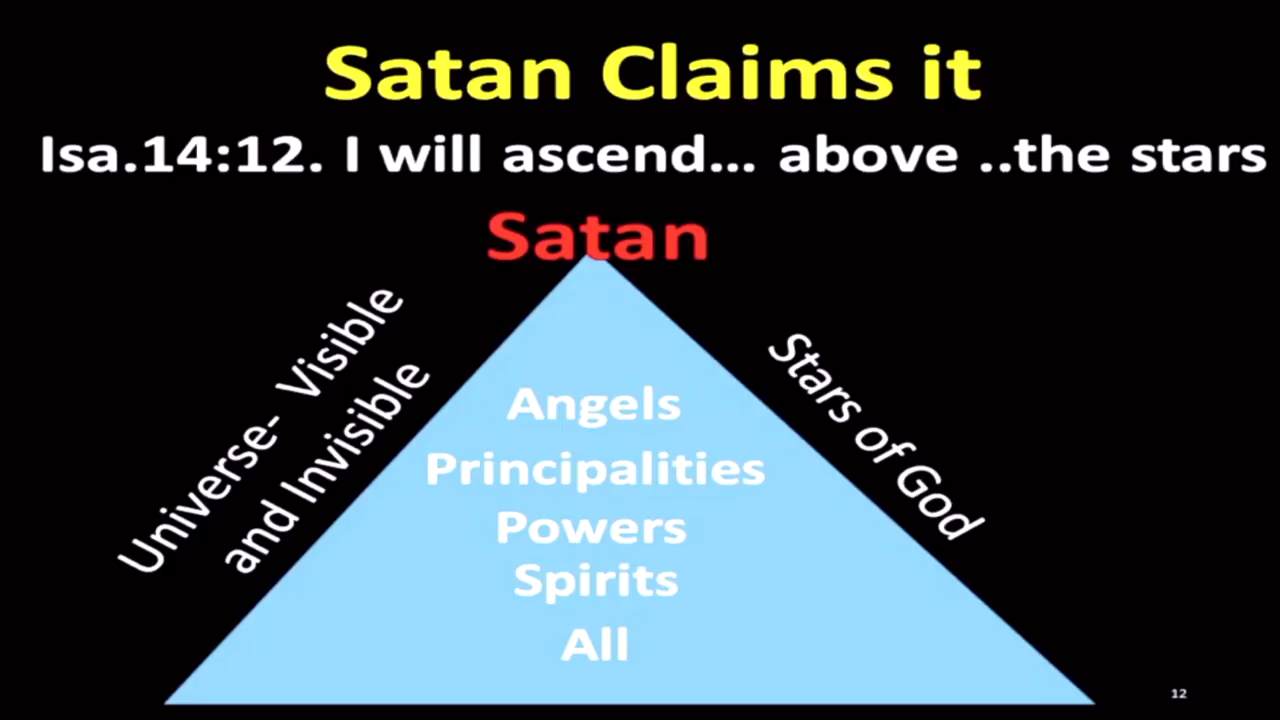 Satan Claims it
Isa.14:12. I will ascend... above ..the stars
Satan
Universe- Visible
and Invisible
Stars of God
Angels
Principalities
Powers
Spirits
All
12